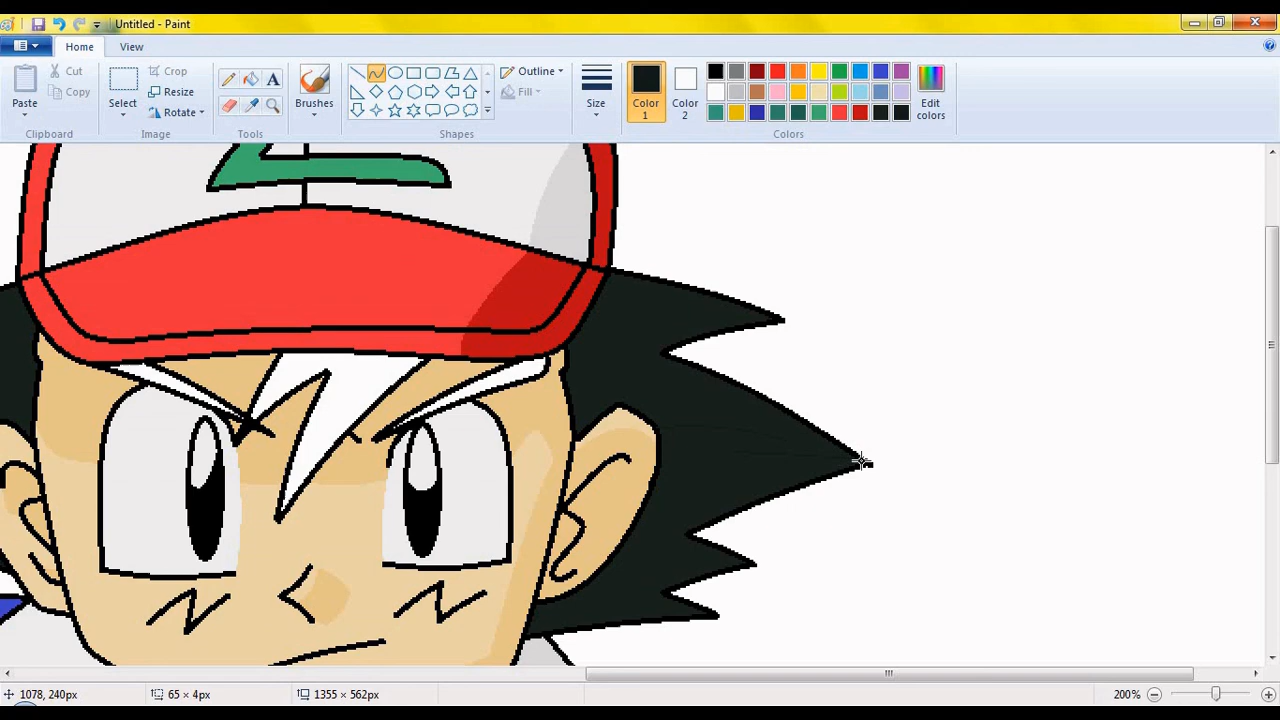 Untitled - Paint
Home View
Paste
Cut
Copy
Clipboard
Select
Crop
Resize
Rotate
Image
A
Tools
Brushes
Outline
Fill
Shapes
Size
Color 1
Color 2
Edit colors
Colors
1078, 240px
65 × 4px
1355 × 562px
200%